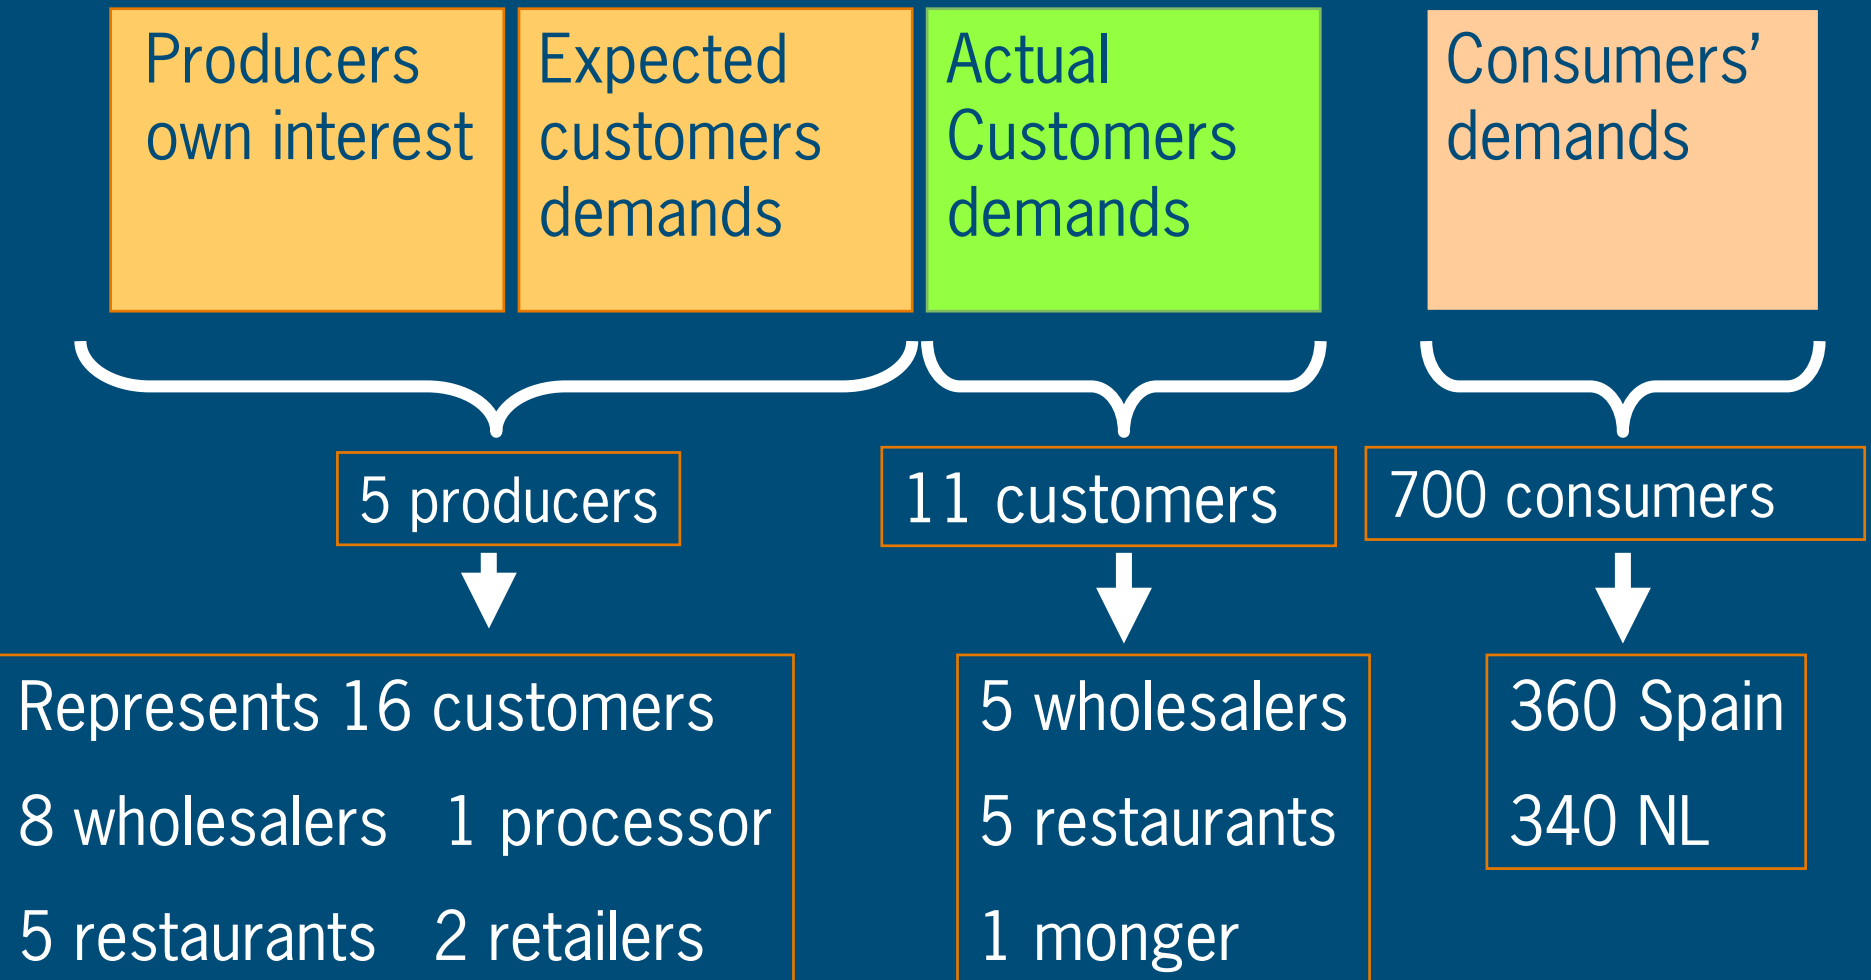 Producers
own interest
Expected
customers
demands
Actual
Customers
demands
Consumers’
demands
5 producers
11 customers
700 consumers
Represents 16 customers
8 wholesalers 1 processor
5 restaurants 2 retailers
5 wholesalers
5 restaurants
1 monger
360 Spain
340 NL